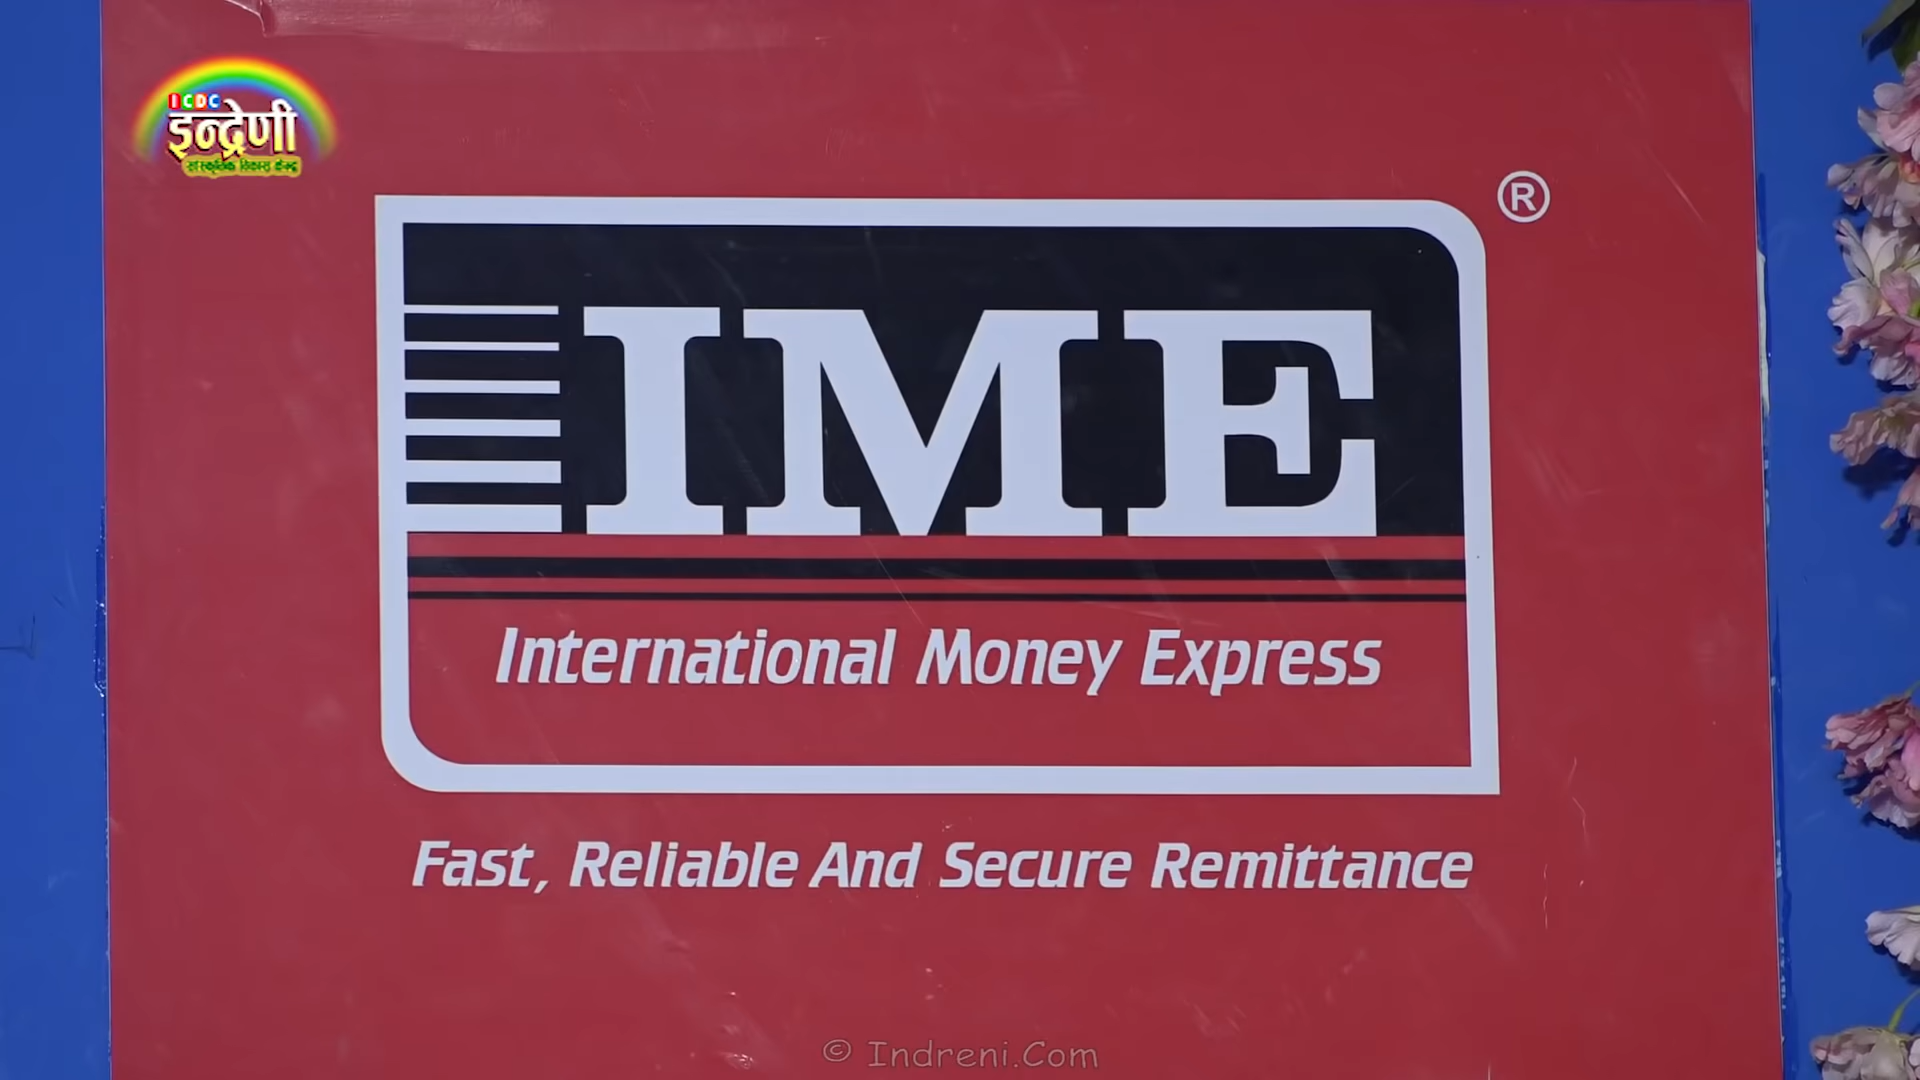 ICDC
इन्द्रेणी
सांस्कृतिक विकास केन्द्र
®
IME
International Money Express
Fast, Reliable And Secure Remittance
© Indreni.Com